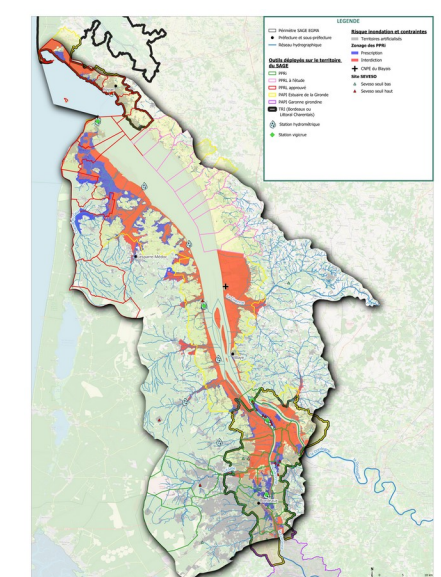 LEGENDE
Périmètre SAGE EGMA
Préfecture et sous-préfecture
Réseau hydrographique
Outils déployés sur le territoire
du SAGE
PPRi
PPRL à l'étude
PPRL approuvé
PAPI Estuaire de la Gironde
PAPI Garonne girondine
TRI (Bordeaux ou
Littoral Charentais)
Station hydrométrique
Station vigicrue
Risque inondation et contraintes
Territoires artificialisés
Zonage des PPRi
Prescription
Interdiction
CNPE du Blayais
Site SEVESO
Seveso seuil bas
Seveso seuil haut